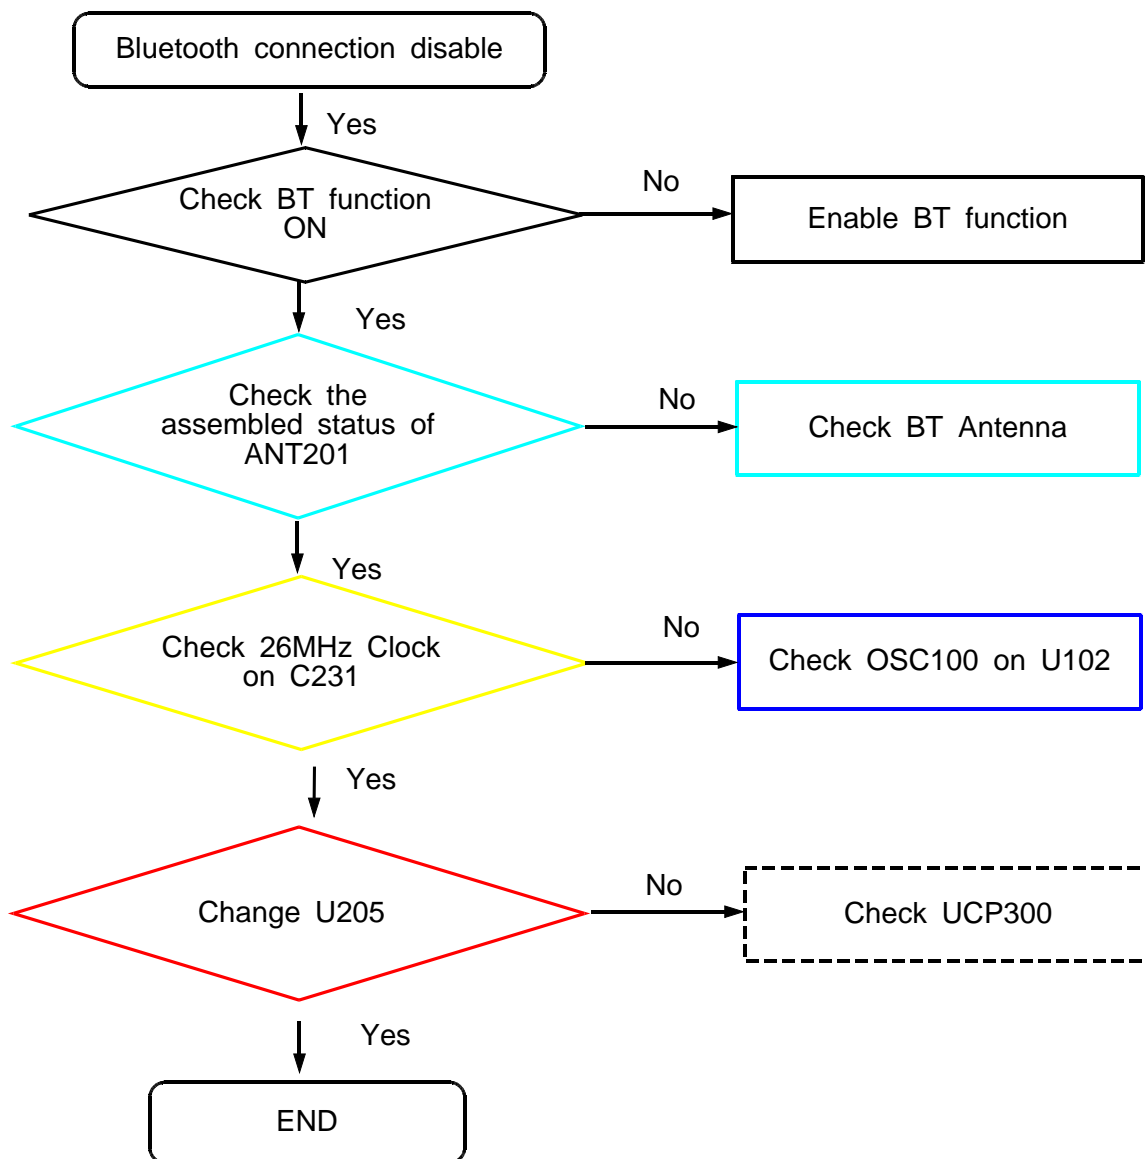 Bluetooth connection disable
Yes
Check BT function
ON
No
Enable BT function
Yes
Check the
assembled status of
ANT201
No
Check BT Antenna
Yes
Check 26MHz Clock
on C231
No
Check OSC100 on U102
Yes
Change U205
No
Check UCP300
Yes
END